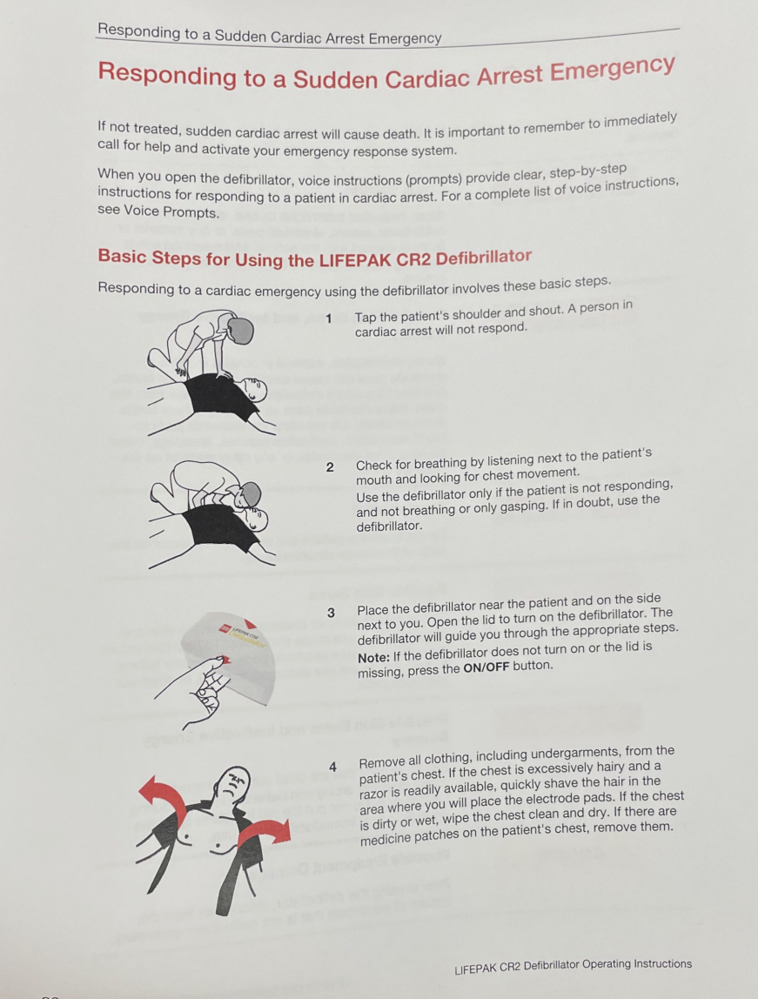 Responding to a Sudden Cardiac Arrest Emergency
Responding to a Sudden Cardiac Arrest Emergency
If not treated, sudden cardiac arrest will cause death. It is important to remember to immediately
call for help and activate your emergency response system.
When you open the defibrillator, voice instructions (prompts) provide clear, step-by-step
instructions for responding to a patient in cardiac arrest. For a complete list of voice instructions,
see Voice Prompts.
Basic Steps for Using the LIFEPAK CR2 Defibrillator
Responding to a cardiac emergency using the defibrillator involves these basic steps.
1 Tap the patient's shoulder and shout. A person in
cardiac arrest will not respond.
2 Check for breathing by listening next to the patient's
mouth and looking for chest movement.
Use the defibrillator only if the patient is not responding,
and not breathing or only gasping. If in doubt, use the
defibrillator.
LIFEPAK CR2
Defibrillator
3 Place the defibrillator near the patient and on the side
next to you. Open the lid to turn on the defibrillator. The
defibrillator will guide you through the appropriate steps.
Note: If the defibrillator does not turn on or the lid is
missing, press the ON/OFF button.
4 Remove all clothing, including undergarments, from the
patient's chest. If the chest is excessively hairy and a
razor is readily available, quickly shave the hair in the
area where you will place the electrode pads. If the chest
is dirty or wet, wipe the chest clean and dry. If there are
medicine patches on the patient's chest, remove them.
LIFEPAK CR2 Defibrillator Operating Instructions